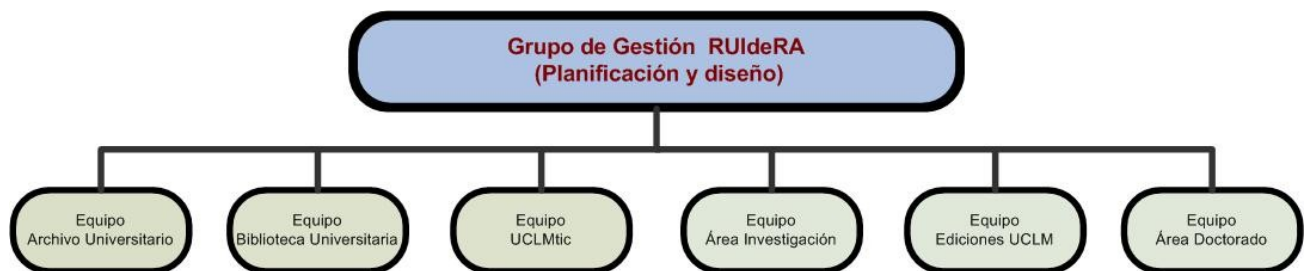 Grupo de Gestión RUIdeRA
(Planificación y diseño)
Equipo
Archivo Universitario
Equipo
Biblioteca Universitaria
Equipo
UCLMtic
Equipo
Área Investigación
Equipo
Ediciones UCLM
Equipo
Área Doctorado